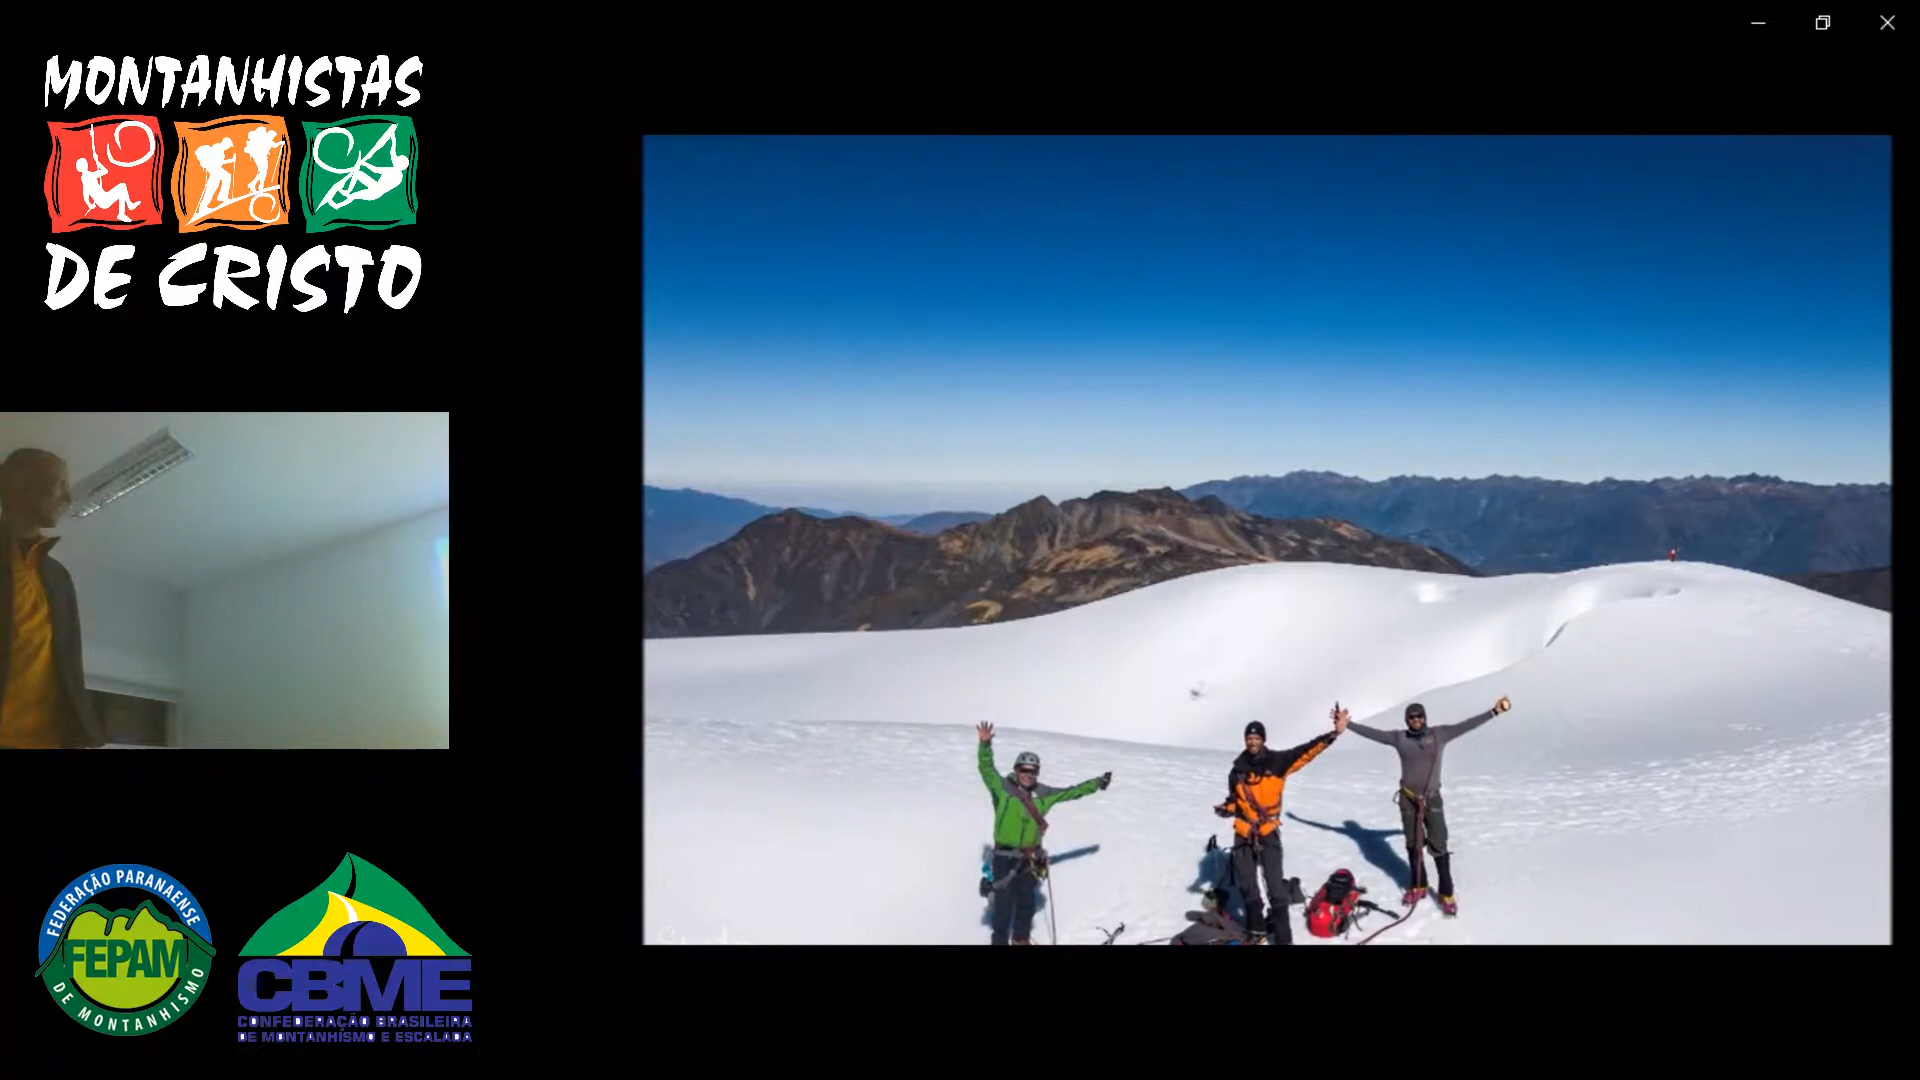 MONTANHISTAS
DE CRISTO
FEDERAÇÃO PARANAENSE
FEPAM
DE MONTANHISMO
CBME
CONFEDERAÇÃO BRASILEIRA
DE MONTANHISMO E ESCALADA